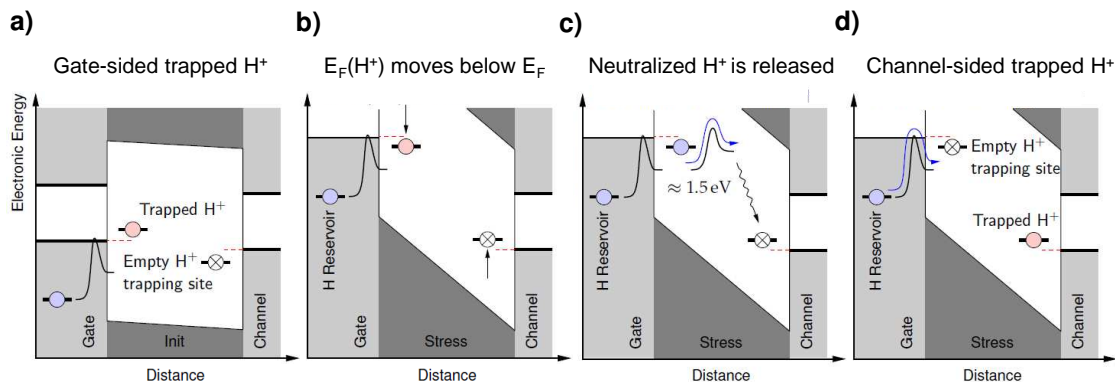 a)
Gate-sided trapped H⁺
Electronic Energy
Trapped H⁺
Empty H⁺
trapping site
Gate
Init
Channel
Distance
b)
E_F(H⁺) moves below E_F
H Reservoir
Gate
Stress
Channel
Distance
c)
Neutralized H⁺ is released
≈ 1.5 eV
H Reservoir
Gate
Stress
Channel
Distance
d)
Channel-sided trapped H⁺
Empty H⁺
trapping site
Trapped H⁺
H Reservoir
Gate
Stress
Channel
Distance